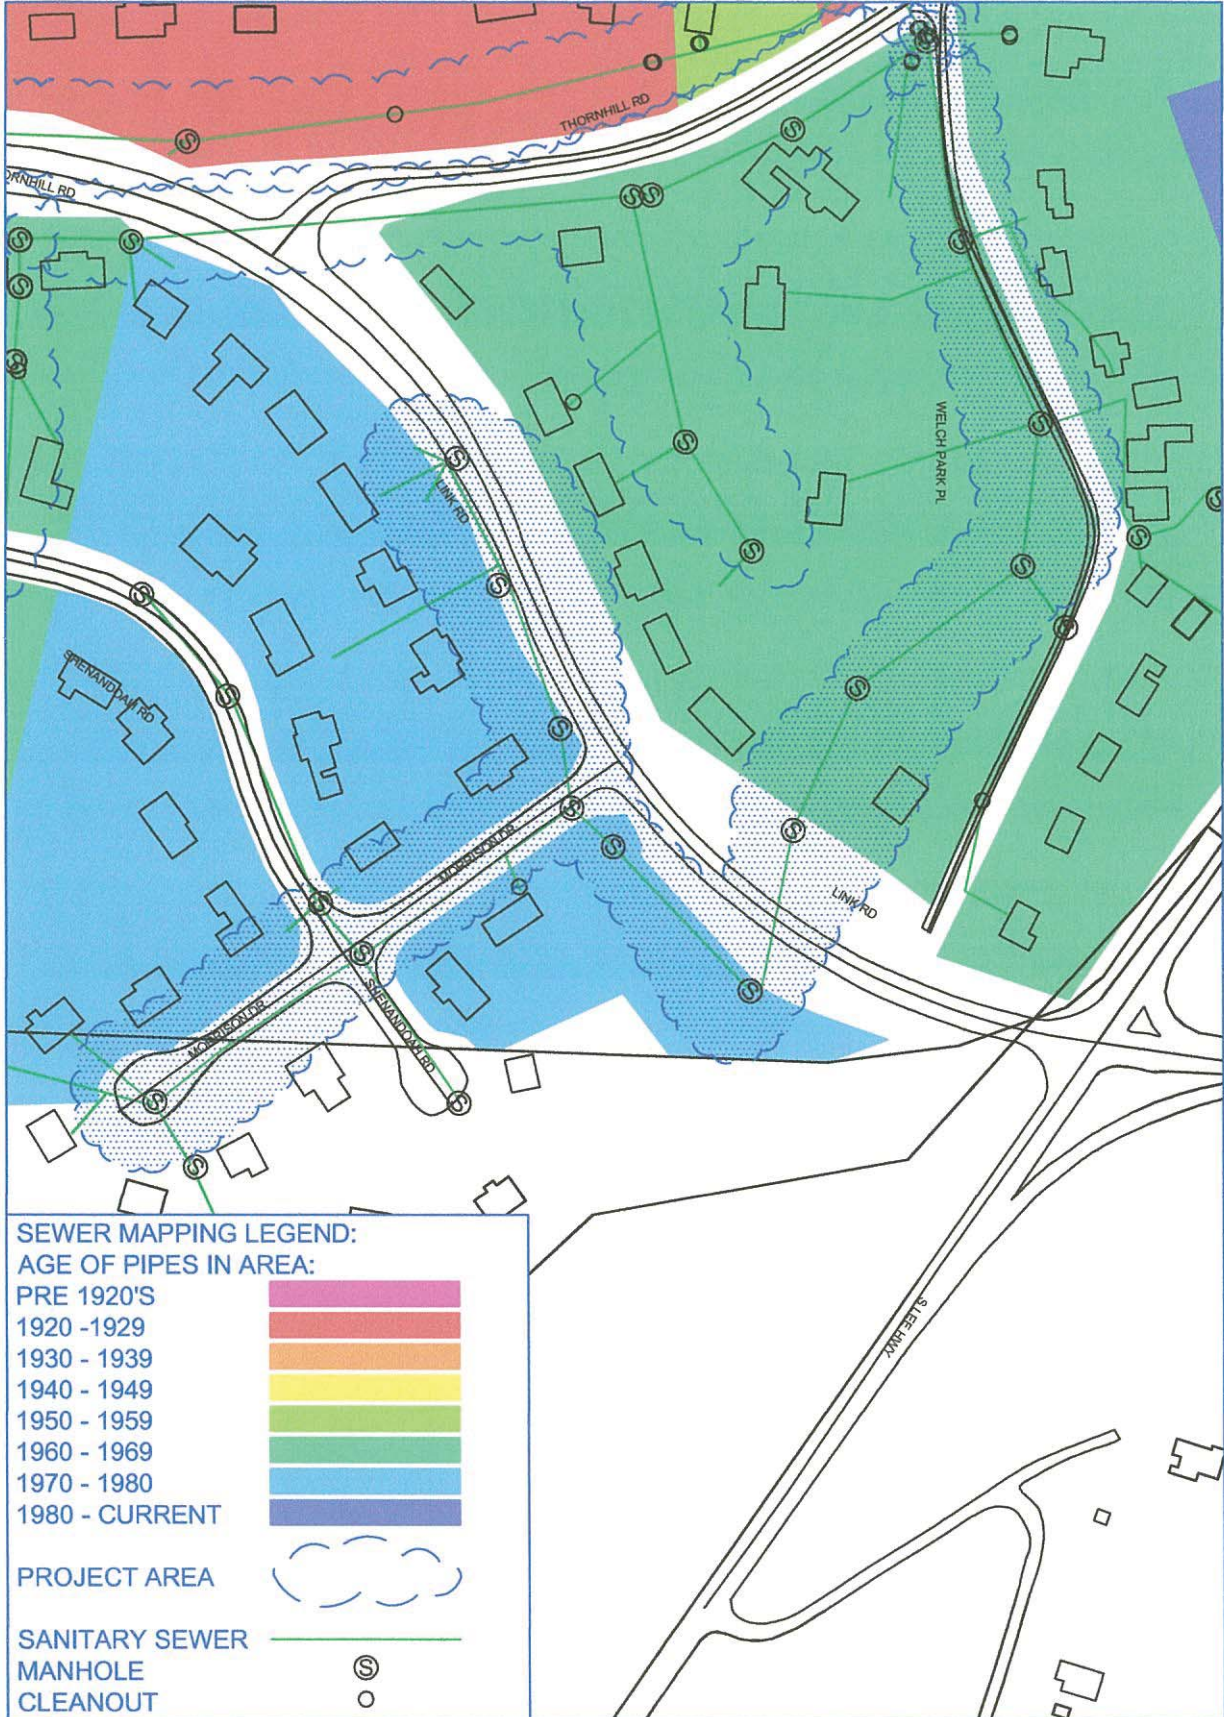 THORNHILL RD
ORNHILL RD
WELCH PARK PL
LINK RD
SHENANDOAH RD
MORRISON DR
LINK RD
SHENANDOAH RD
MORRISON DR
S LEE HWY
SEWER MAPPING LEGEND:
AGE OF PIPES IN AREA:
PRE 1920'S
1920 -1929
1930 - 1939
1940 - 1949
1950 - 1959
1960 - 1969
1970 - 1980
1980 - CURRENT
PROJECT AREA
SANITARY SEWER
MANHOLE
S
CLEANOUT